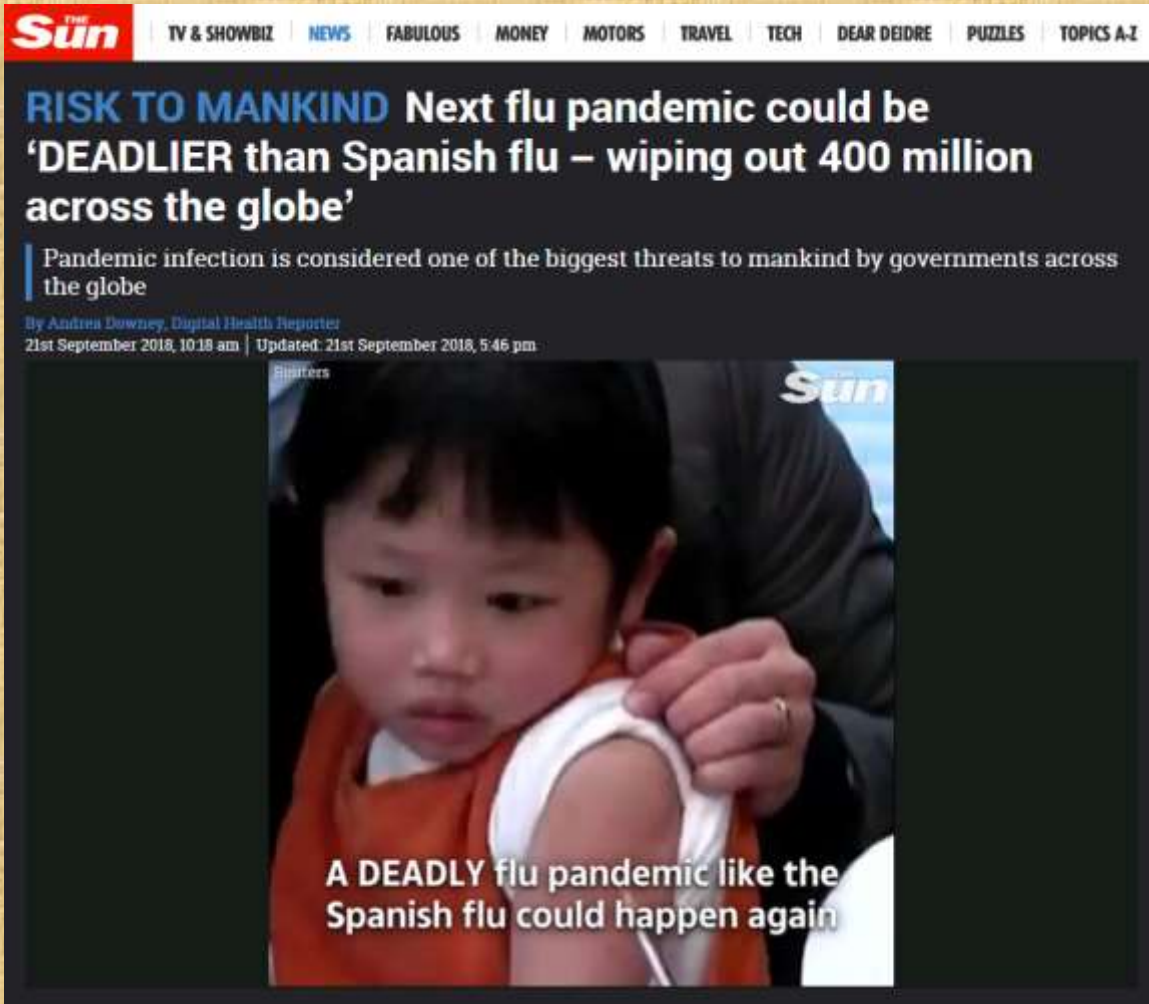 THE
Sun
TV & SHOWBIZ NEWS FABULOUS MONEY MOTORS TRAVEL TECH DEAR DEIDRE PUZZLES TOPICS A-Z
RISK TO MANKIND Next flu pandemic could be
‘DEADLIER than Spanish flu – wiping out 400 million
across the globe’
Pandemic infection is considered one of the biggest threats to mankind by governments across
the globe
By Andrea Downey, Digital Health Reporter
21st September 2018, 10:18 am | Updated: 21st September 2018, 5:46 pm
Reuters
THE
Sun
A DEADLY flu pandemic like the
Spanish flu could happen again